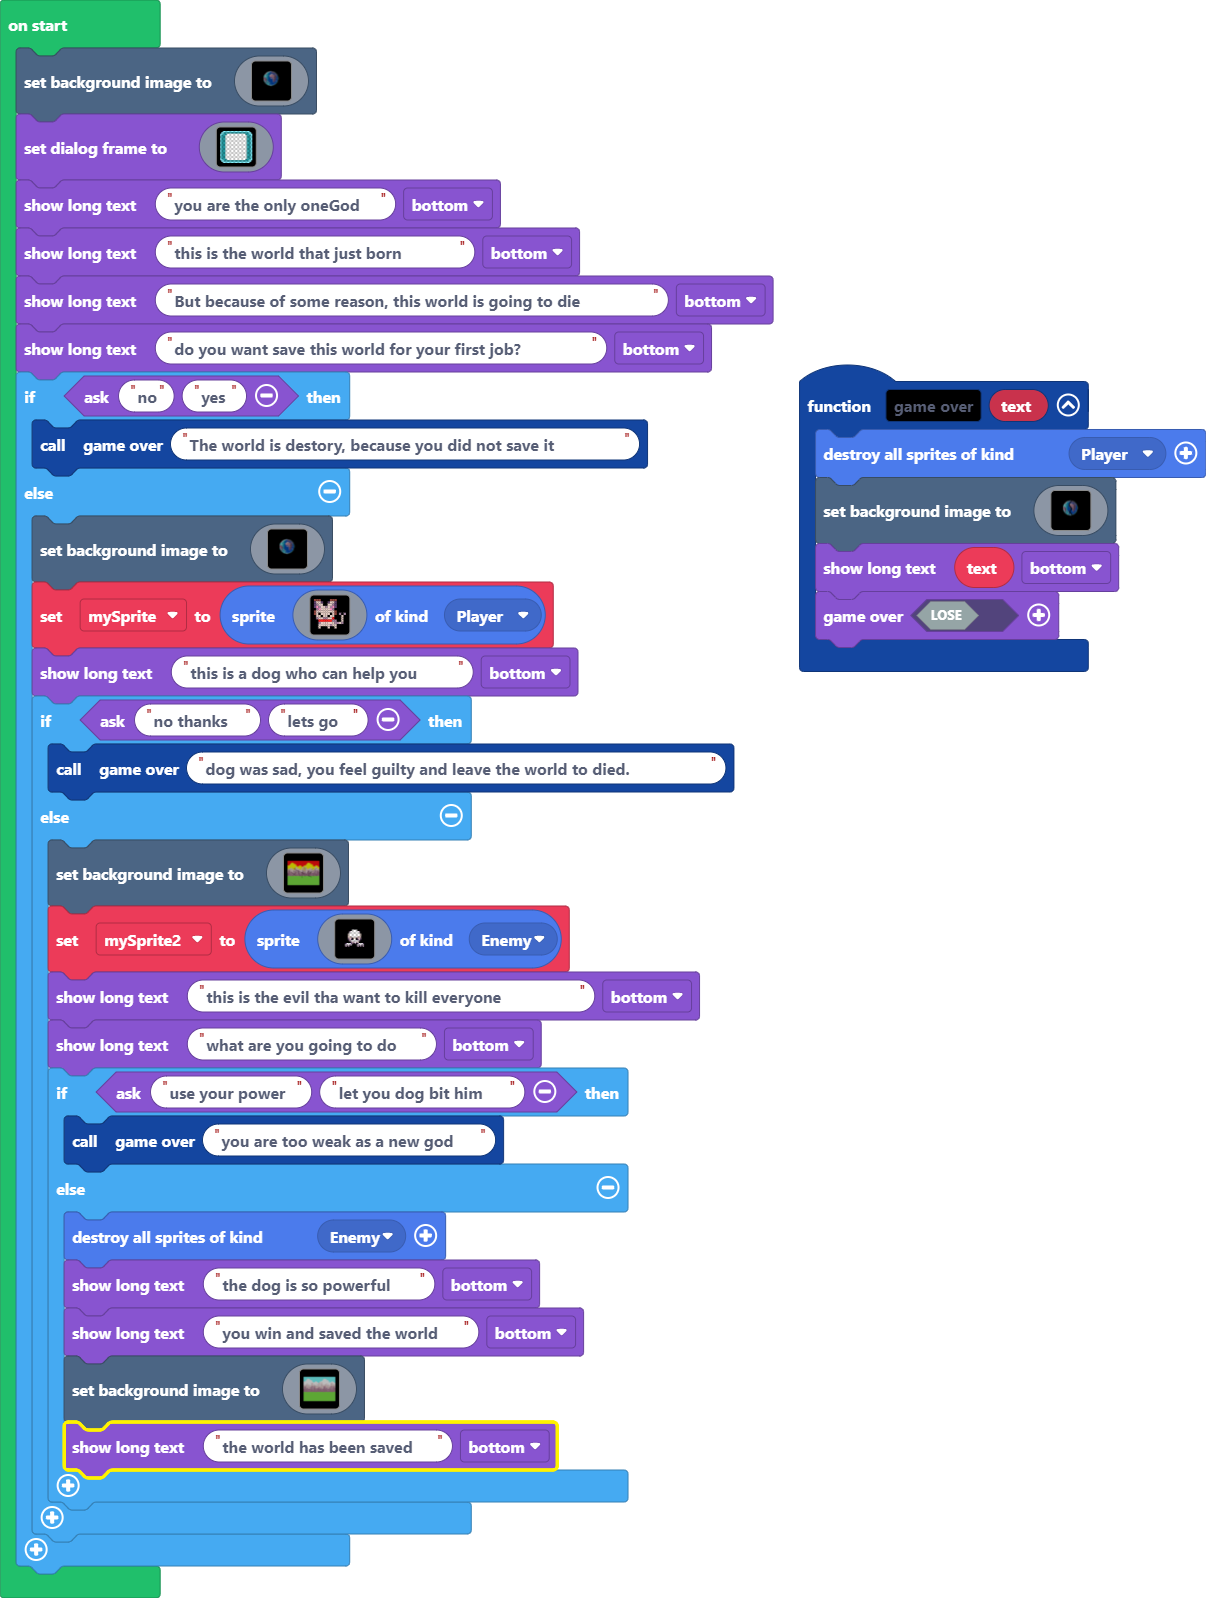 on start
set background image to
set dialog frame to
show long text "you are the only oneGod" bottom
show long text "this is the world that just born" bottom
show long text "But because of some reason, this world is going to die" bottom
show long text "do you want save this world for your first job?" bottom
if ask "no" "yes" then
call game over "The world is destory, because you did not save it"
else
set background image to
set mySprite to sprite of kind Player
show long text "this is a dog who can help you" bottom
if ask "no thanks" "lets go" then
call game over "dog was sad, you feel guilty and leave the world to died."
else
set background image to
set mySprite2 to sprite of kind Enemy
show long text "this is the evil tha want to kill everyone" bottom
show long text "what are you going to do" bottom
if ask "use your power" "let you dog bit him" then
call game over "you are too weak as a new god"
else
destroy all sprites of kind Enemy
show long text "the dog is so powerful" bottom
show long text "you win and saved the world" bottom
set background image to
show long text "the world has been saved" bottom
function game over text
destroy all sprites of kind Player
set background image to
show long text text bottom
game over LOSE